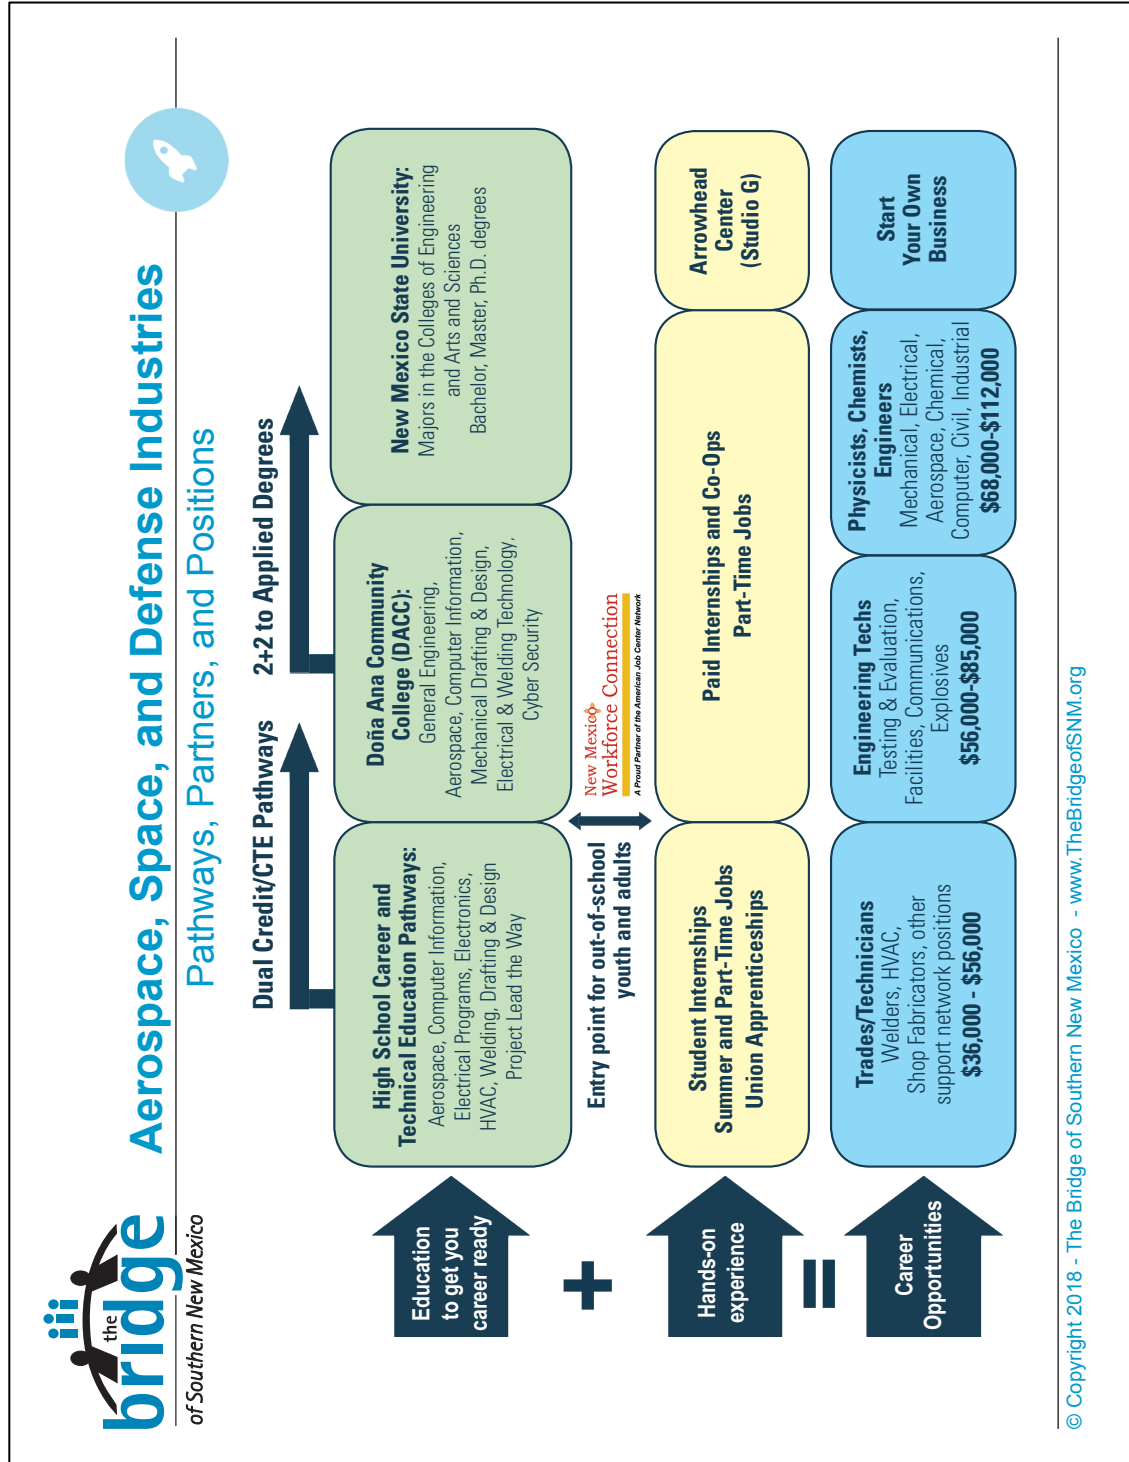 the
bridge
of Southern New Mexico
Aerospace, Space, and Defense Industries
Pathways, Partners, and Positions
Dual Credit/CTE Pathways
2+2 to Applied Degrees
Education
to get you
career ready
High School Career and
Technical Education Pathways:
Aerospace, Computer Information,
Electrical Programs, Electronics,
HVAC, Welding, Drafting & Design
Project Lead the Way
Doña Ana Community
College (DACC):
General Engineering,
Aerospace, Computer Information,
Mechanical Drafting & Design,
Electrical & Welding Technology,
Cyber Security
New Mexico State University:
Majors in the Colleges of Engineering
and Arts and Sciences
Bachelor, Master, Ph.D. degrees
+
Entry point for out-of-school
youth and adults
New Mexico
Workforce Connection
A Proud Partner of the American Job Center Network
Hands-on
experience
Student Internships
Summer and Part-Time Jobs
Union Apprenticeships
Paid Internships and Co-Ops
Part-Time Jobs
Arrowhead
Center
(Studio G)
=
Career
Opportunities
Trades/Technicians
Welders, HVAC,
Shop Fabricators, other
support network positions
$36,000 - $56,000
Engineering Techs
Testing & Evaluation,
Facilities, Communications,
Explosives
$56,000-$85,000
Physicists, Chemists,
Engineers
Mechanical, Electrical,
Aerospace, Chemical,
Computer, Civil, Industrial
$68,000-$112,000
Start
Your Own
Business
© Copyright 2018 - The Bridge of Southern New Mexico - www.TheBridgeofSNM.org